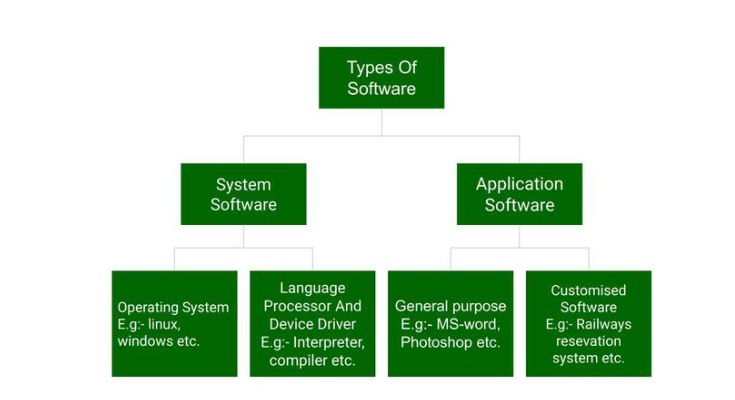 Types Of
Software
System
Software
Application
Software
Operating System
E.g:- linux,
windows etc.
Language
Processor And
Device Driver
E.g:- Interpreter,
compiler etc.
General purpose
E.g:- MS-word,
Photoshop etc.
Customised
Software
E.g:- Railways
resevation
system etc.